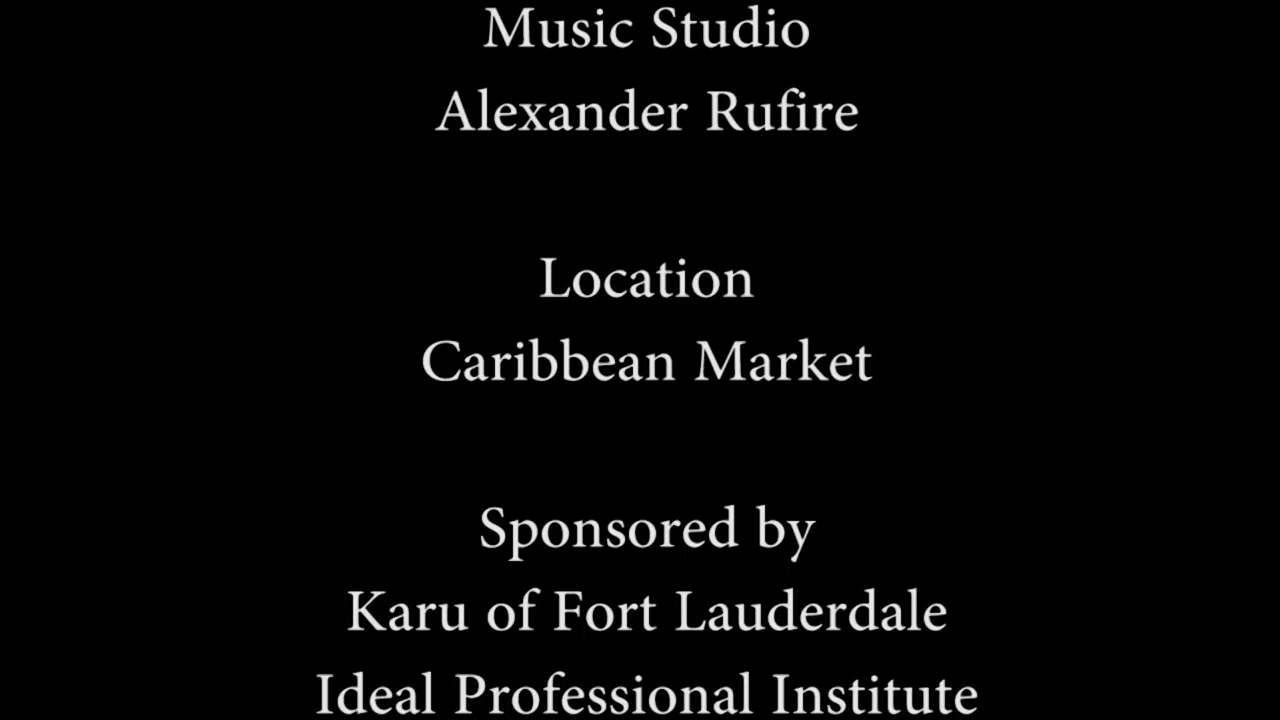 Music Studio
Alexander Rufire
Location
Caribbean Market
Sponsored by
Karu of Fort Lauderdale
Ideal Professional Institute